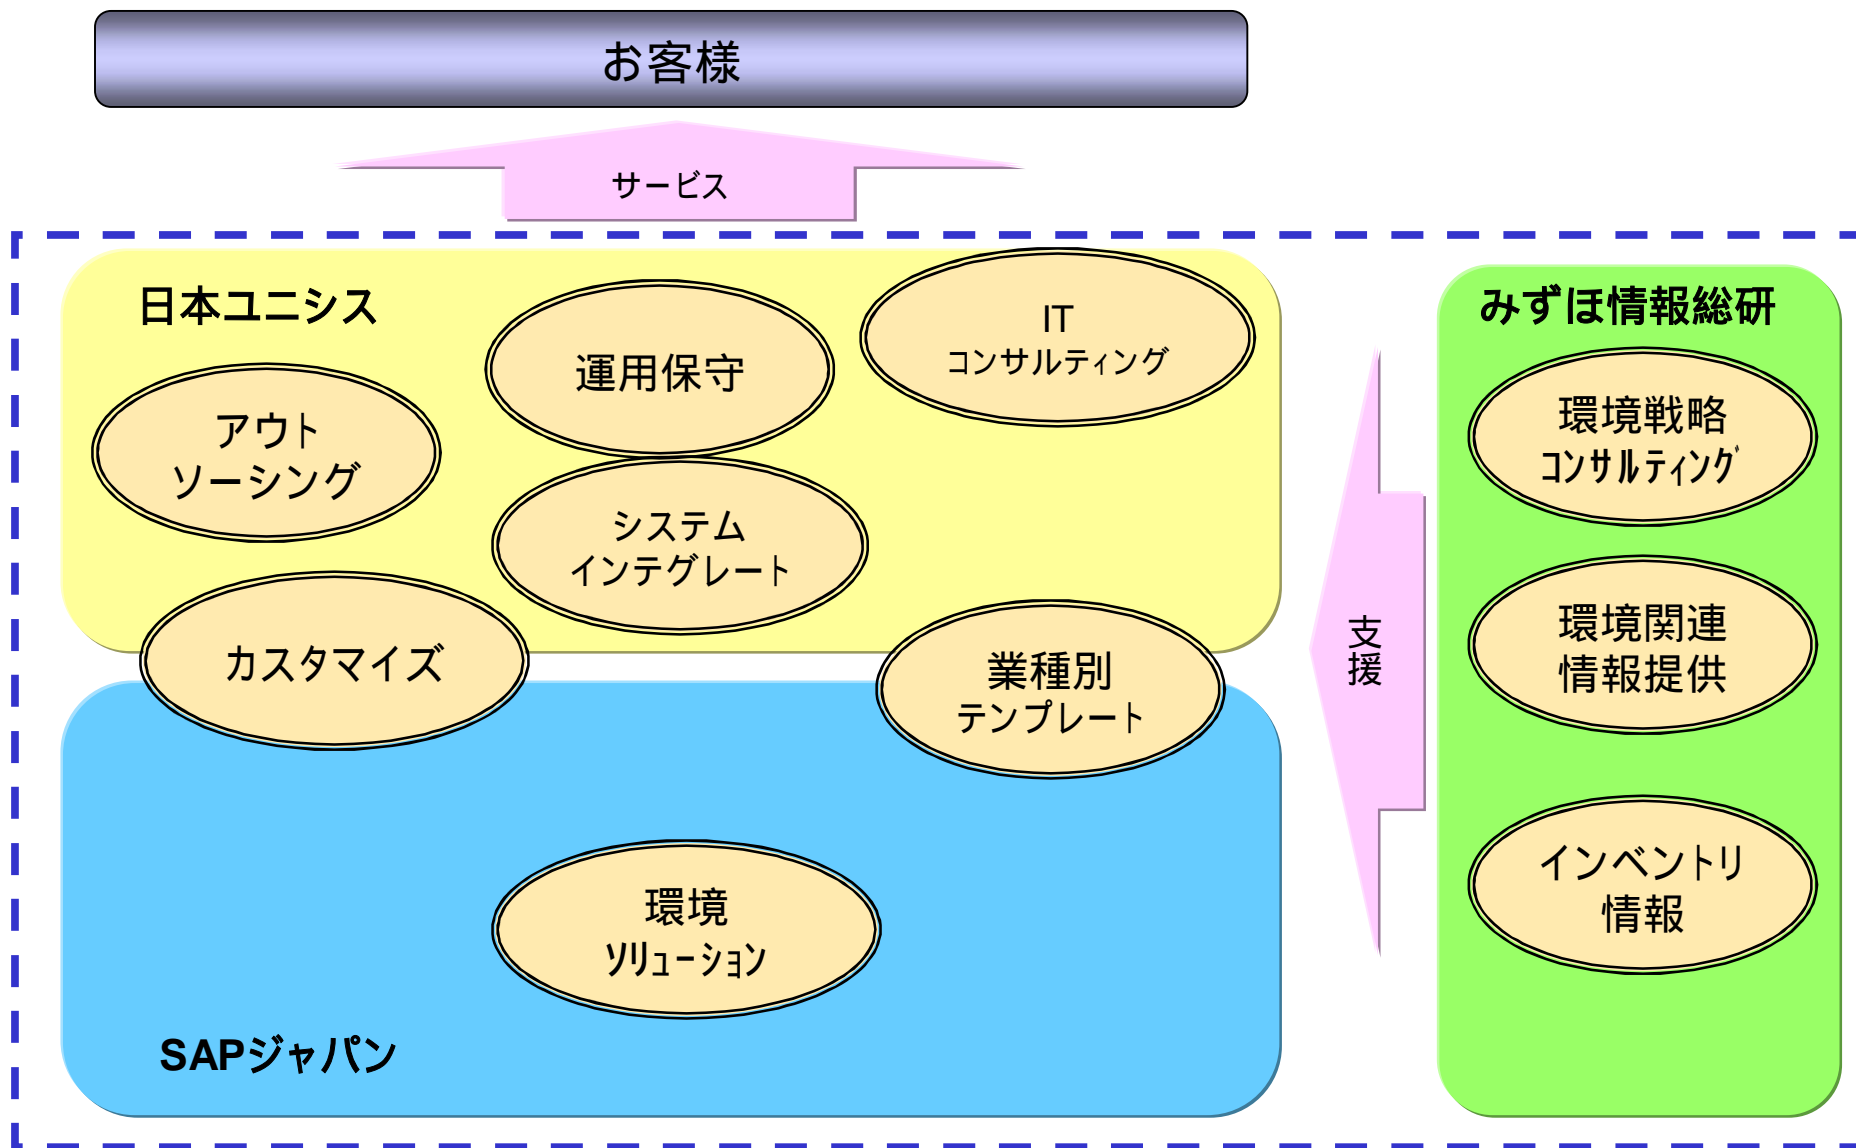 お客様
サービス
日本ユニシス
運用保守
IT
コンサルティング
アウト
ソーシング
システム
インテグレート
カスタマイズ
業種別
テンプレート
環境
ソリューション
SAPジャパン
支
援
みずほ情報総研
環境戦略
コンサルティング
環境関連
情報提供
インベントリ
情報